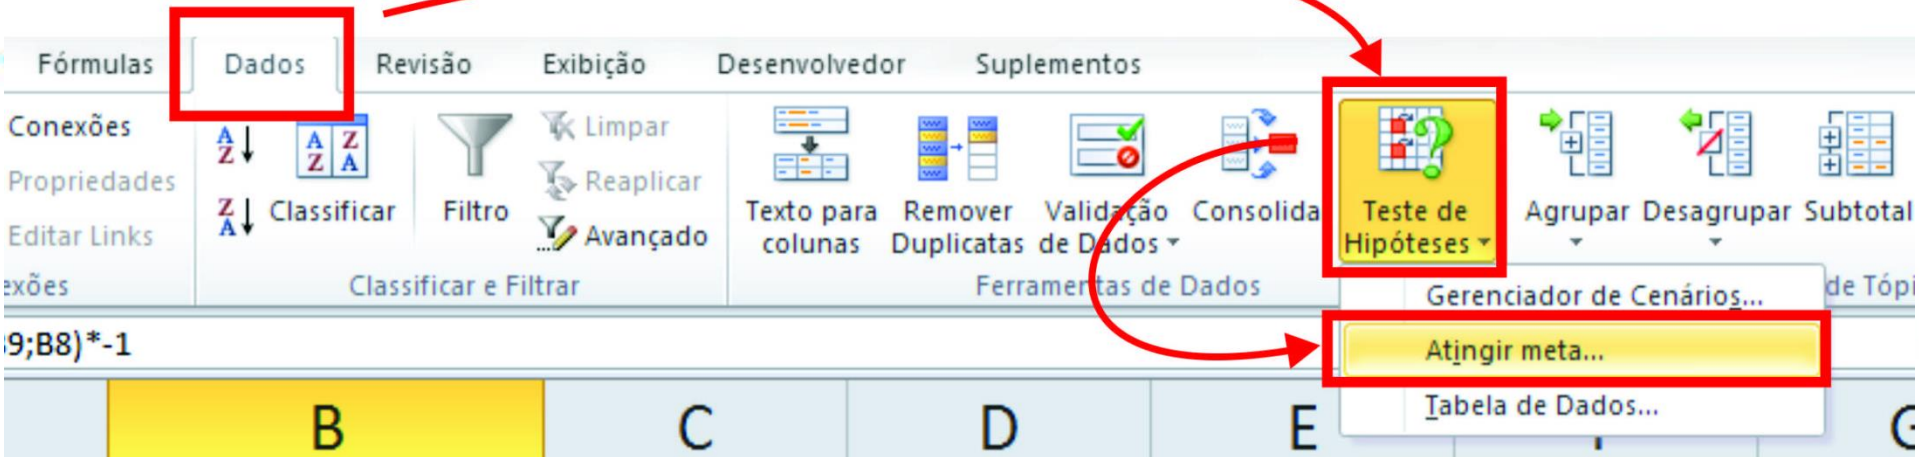 Fórmulas Dados Revisão Exibição Desenvolvedor Suplementos
Conexões
Propriedades
Editar Links
Classificar
Filtro
Limpar
Reaplicar
Avançado
Texto para
colunas
Remover
Duplicatas
Validação
de Dados
Consolida
Teste de
Hipóteses
Agrupar
Desagrupar
Subtotal
exões
Classificar e Filtrar
Ferramentas de Dados
de Tópi
Gerenciador de Cenários...
Atingir meta...
Tabela de Dados...
9;B8)*-1
B C D E